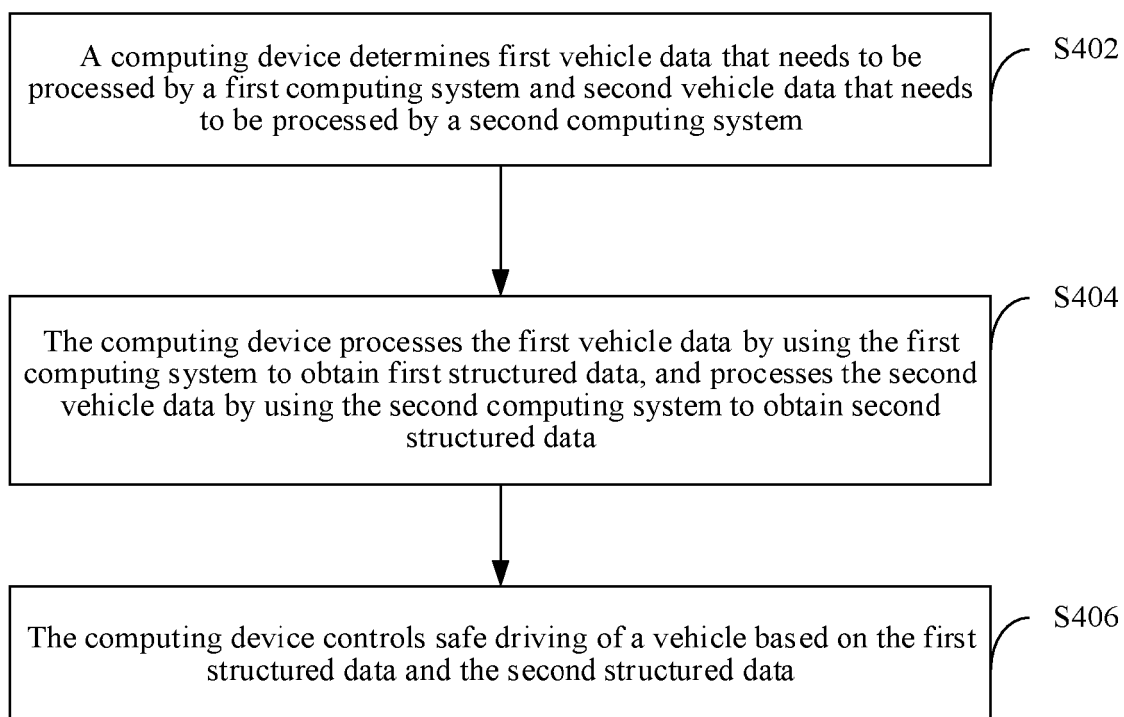 A computing device determines first vehicle data that needs to be
processed by a first computing system and second vehicle data that needs
to be processed by a second computing system
S402
The computing device processes the first vehicle data by using the first
computing system to obtain first structured data, and processes the second
vehicle data by using the second computing system to obtain second
structured data
S404
The computing device controls safe driving of a vehicle based on the first
structured data and the second structured data
S406